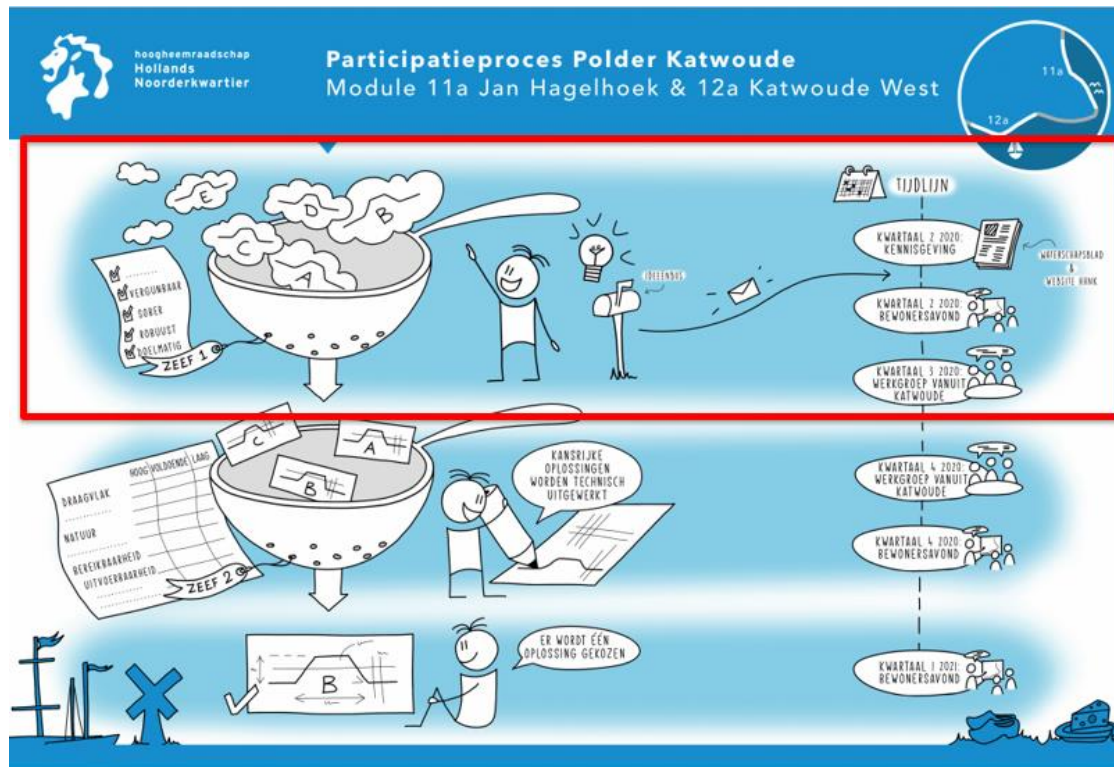 hoogheemraadschap
Hollands
Noorderkwartier
Participatieproces Polder Katwoude
Module 11a Jan Hagelhoek & 12a Katwoude West
11a
12a
E
D
B
C
A
..........
VERGUNBAAR
SOBER
ROBUUST
DOELMATIG
ZEEF 1
IDEEENBUS
TIJDLIJN
KWARTAAL 2 2020:
KENNISGEVING
WATERSCHAPSBLAD
&
WEBSITE HHNK
KWARTAAL 2 2020:
BEWONERSAVOND
KWARTAAL 3 2020:
WERKGROEP VANUIT
KATWOUDE
HOOG VOLDOENDE LAAG
DRAAGVLAK
..........
NATUUR
..........
BEREIKBAARHEID
UITVOERBAARHEID
..........
..........
ZEEF 2
C
A
B
KANSRIJKE
OPLOSSINGEN
WORDEN TECHNISCH
UITGEWERKT
KWARTAAL 4 2020:
WERKGROEP VANUIT
KATWOUDE
KWARTAAL 4 2020:
BEWONERSAVOND
B
ER WORDT ÉÉN
OPLOSSING GEKOZEN
KWARTAAL 1 2021:
BEWONERSAVOND